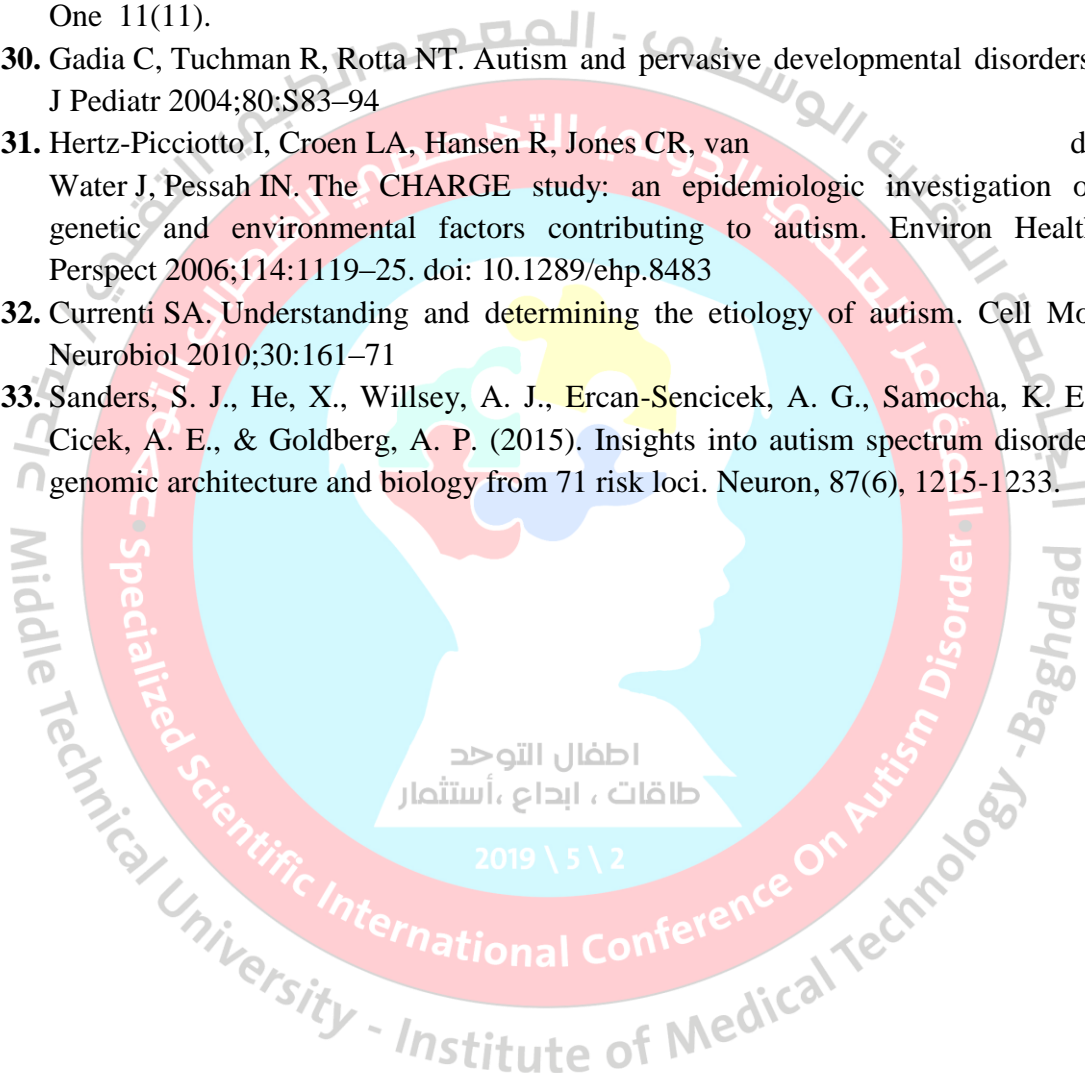 One 11(11).
30. Gadia C, Tuchman R, Rotta NT. Autism and pervasive developmental disorders
J Pediatr 2004;80:S83–94
31. Hertz-Picciotto I, Croen LA, Hansen R, Jones CR, van d
Water J, Pessah IN. The CHARGE study: an epidemiologic investigation o
genetic and environmental factors contributing to autism. Environ Healt
Perspect 2006;114:1119–25. doi: 10.1289/ehp.8483
32. Currenti SA. Understanding and determining the etiology of autism. Cell Mo
Neurobiol 2010;30:161–71
33. Sanders, S. J., He, X., Willsey, A. J., Ercan-Sencicek, A. G., Samocha, K. E
Cicek, A. E., & Goldberg, A. P. (2015). Insights into autism spectrum disorde
genomic architecture and biology from 71 risk loci. Neuron, 87(6), 1215-1233.
اطفال التوحد
طاقات ، ابداع ،أستثمار
2019 \ 5 \ 2
Specialized Scientific International Conference On Autism Disorder
Middle Technical University - Institute of Medical Technology -Baghdad